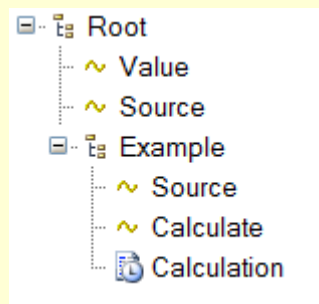 Root
Value
Source
Example
Source
Calculate
Calculation